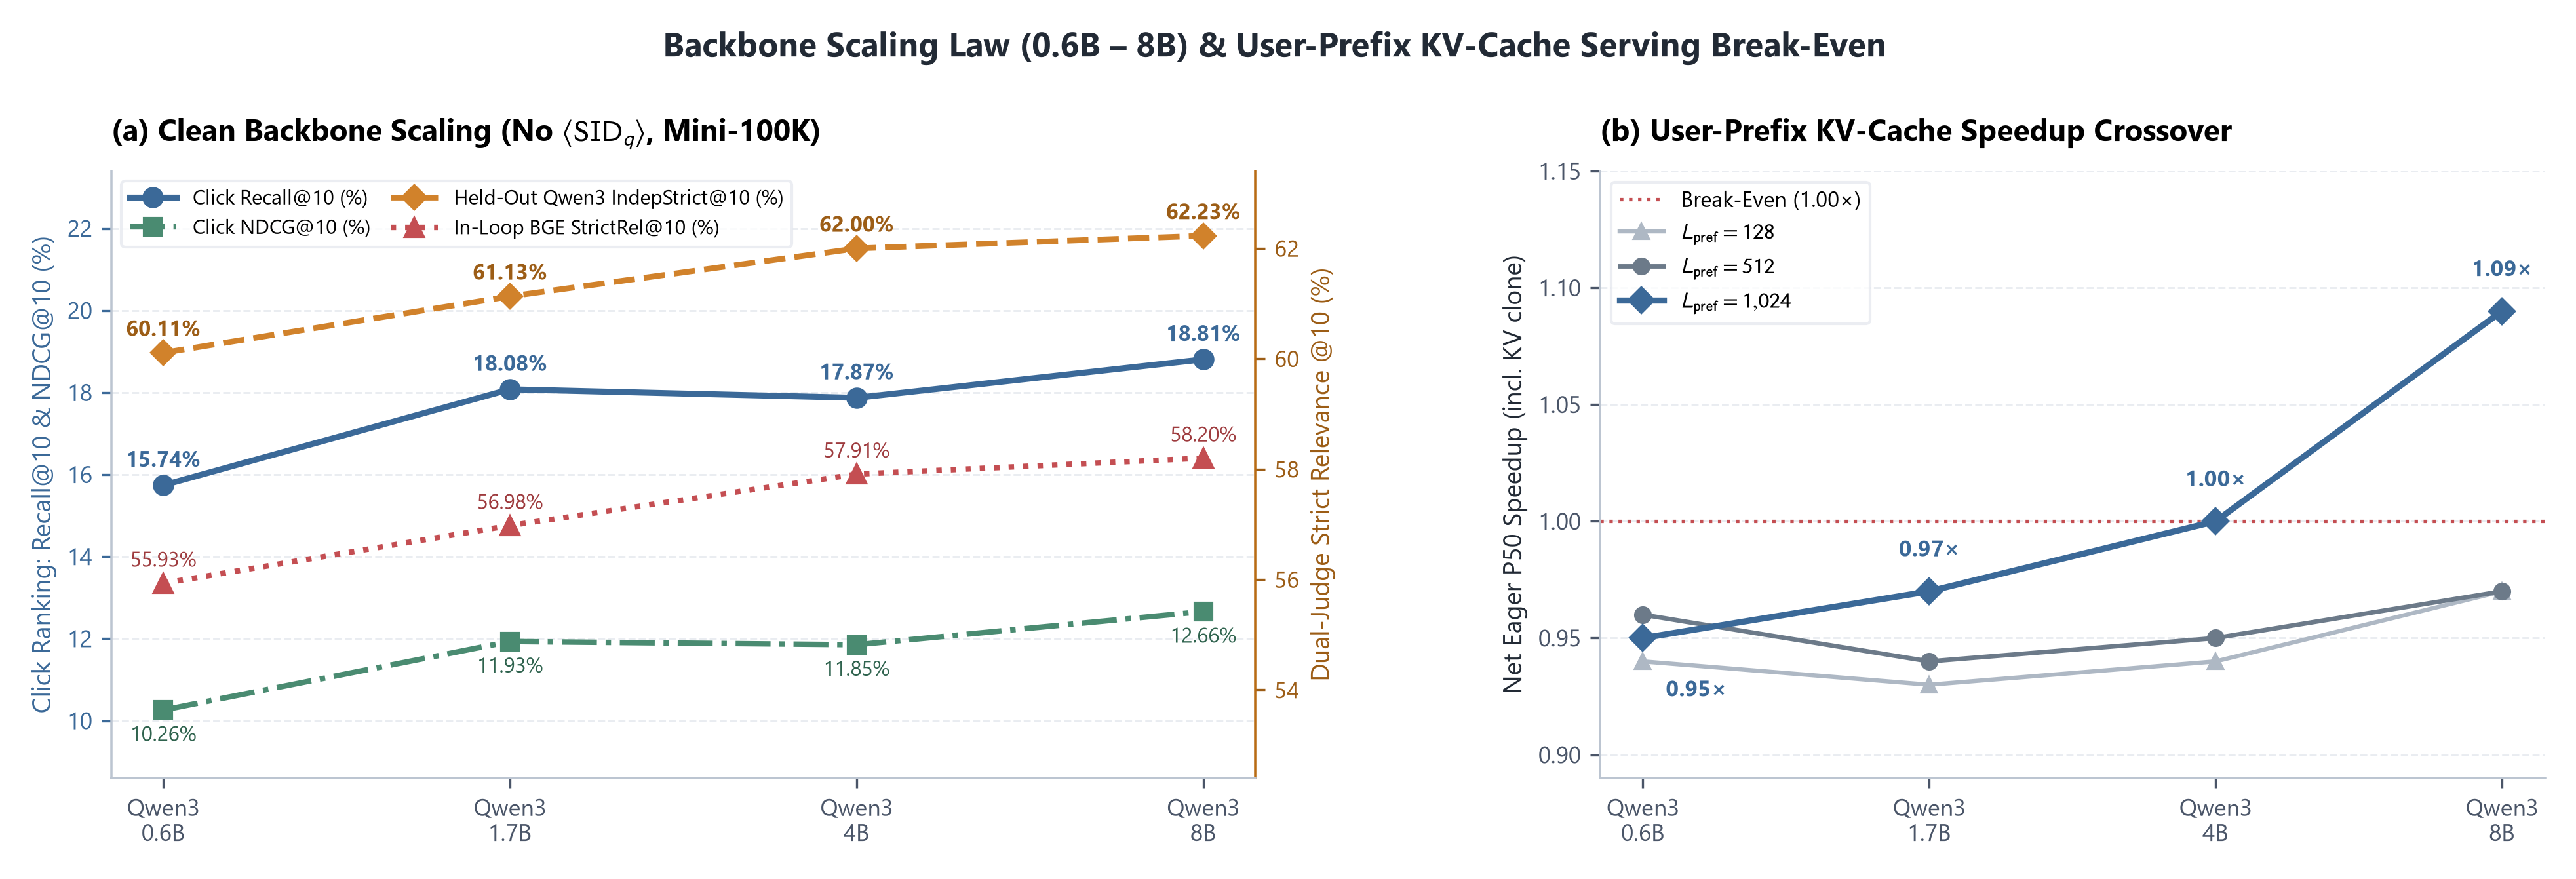 Backbone Scaling Law (0.6B – 8B) & User-Prefix KV-Cache Serving Break-Even
(a) Clean Backbone Scaling (No ⟨SID_q⟩, Mini-100K)
Click Recall@10 (%)
Click NDCG@10 (%)
Held-Out Qwen3 IndepStrict@10 (%)
In-Loop BGE StrictRel@10 (%)
Click Ranking: Recall@10 & NDCG@10 (%)
22
20
18
16
14
12
10
60.11%
61.13%
62.00%
62.23%
15.74%
18.08%
17.87%
18.81%
55.93%
56.98%
57.91%
58.20%
10.26%
11.93%
11.85%
12.66%
62
60
58
56
54
Dual-Judge Strict Relevance @10 (%)
Qwen3
0.6B
Qwen3
1.7B
Qwen3
4B
Qwen3
8B
(b) User-Prefix KV-Cache Speedup Crossover
Break-Even (1.00×)
L_pref = 128
L_pref = 512
L_pref = 1,024
Net Eager P50 Speedup (incl. KV clone)
1.15
1.10
1.05
1.00
0.95
0.90
0.95×
0.97×
1.00×
1.09×
Qwen3
0.6B
Qwen3
1.7B
Qwen3
4B
Qwen3
8B